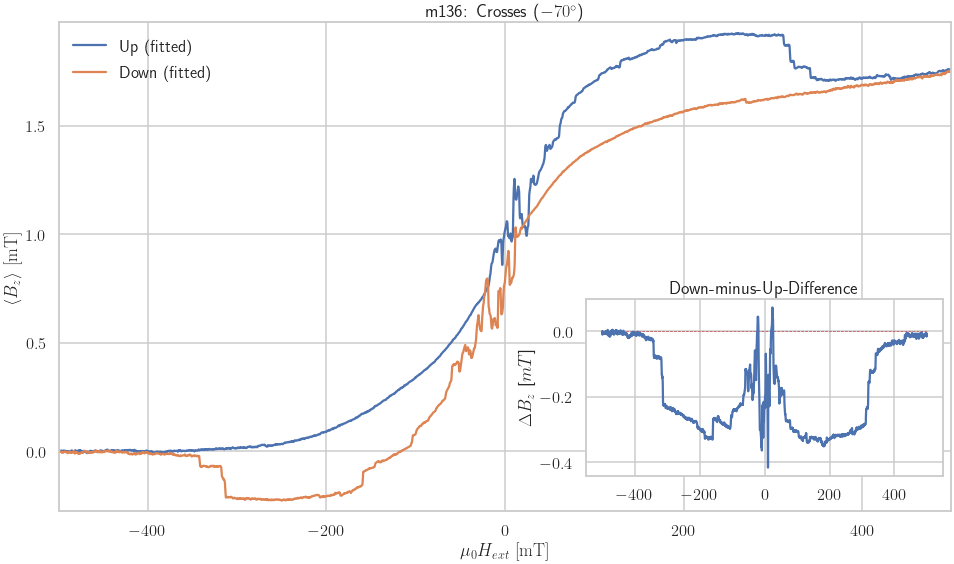 m136: Crosses (−70°)
Up (fitted)
Down (fitted)
1.5
1.0
0.5
0.0
⟨B_z⟩ [mT]
−400 −200 0 200 400
μ₀H_ext [mT]
Down-minus-Up-Difference
0.0
−0.2
−0.4
ΔB_z [mT]
−400 −200 0 200 400